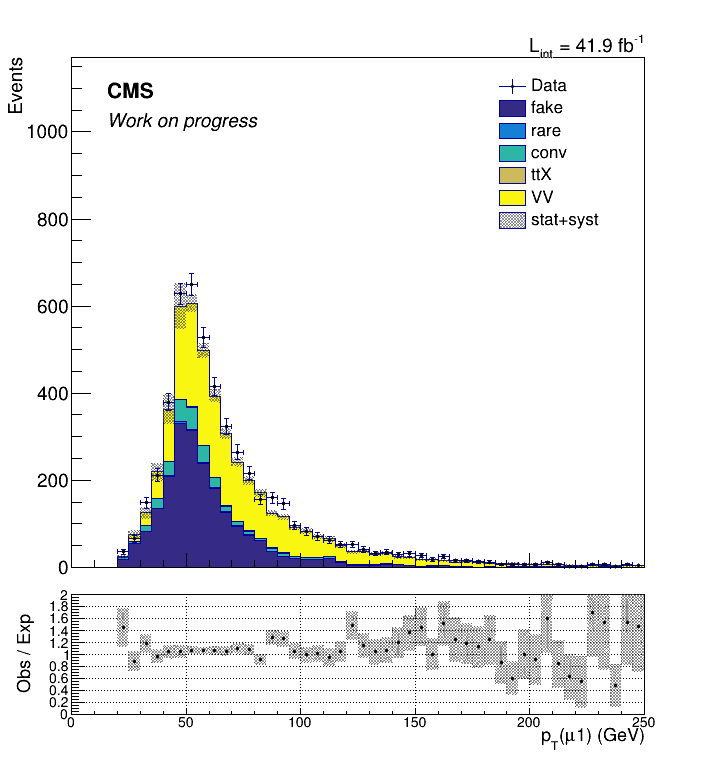 L_int = 41.9 fb^-1
Events
CMS
Work on progress
Data
fake
rare
conv
ttX
VV
stat+syst
1000
800
600
400
200
0
Obs / Exp
2
1.8
1.6
1.4
1.2
1
0.8
0.6
0.4
0.2
0
0 50 100 150 200 250
p_T(μ1) (GeV)